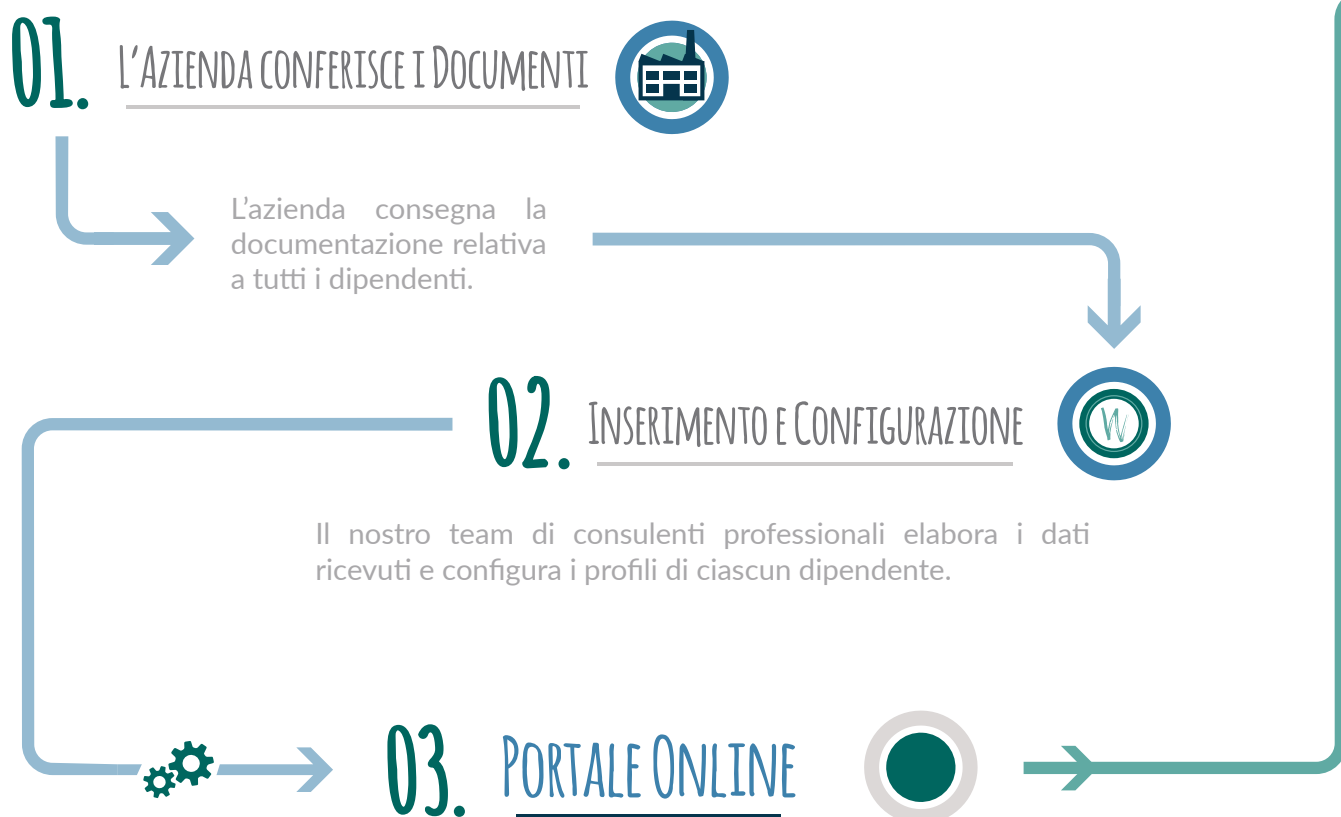 01.
L'Azienda conferisce i Documenti
L’azienda consegna la
documentazione relativa
a tutti i dipendenti.
02.
Inserimento e Configurazione
Il nostro team di consulenti professionali elabora i dati
ricevuti e configura i profili di ciascun dipendente.
03.
Portale Online